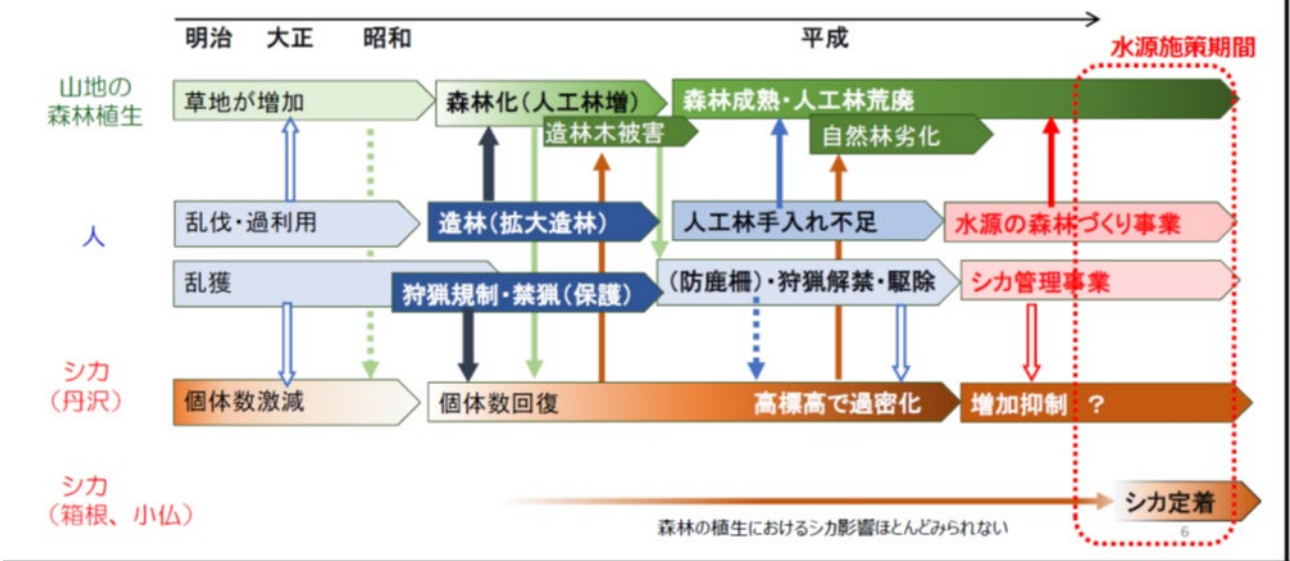 明治 大正 昭和 平成
水源施策期間
山地の
森林植生
草地が増加
森林化(人工林増)
森林成熟・人工林荒廃
造林木被害
自然林劣化
人
乱伐・過利用
造林(拡大造林)
人工林手入れ不足
水源の森林づくり事業
乱獲
狩猟規制・禁猟(保護)
(防鹿柵)・狩猟解禁・駆除
シカ管理事業
シカ
(丹沢)
個体数激減
個体数回復
高標高で過密化
増加抑制 ?
シカ
(箱根、小仏)
シカ定着
森林の植生におけるシカ影響ほとんどみられない
6